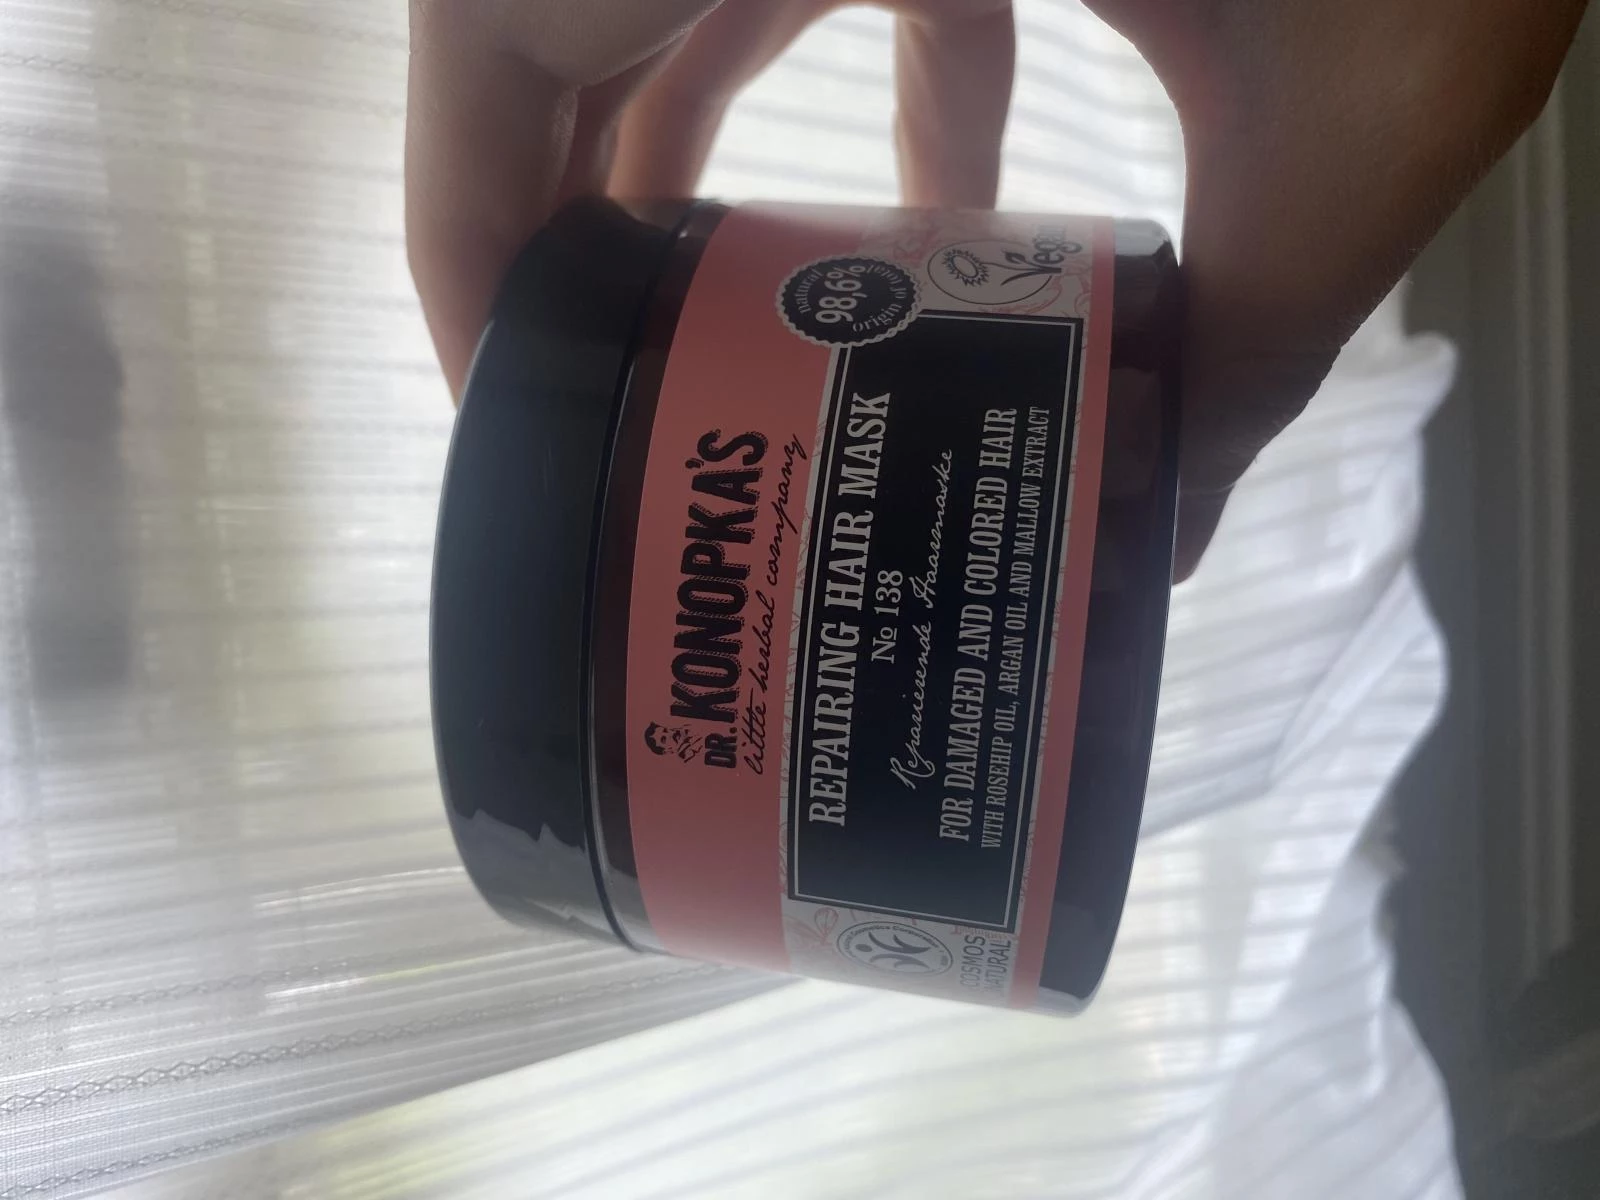 DR. KONOPKA'S
little herbal company
natural
98,6%
origin of total
Vegan
REPAIRING HAIR MASK
№ 138
Reparierende Haarmaske
FOR DAMAGED AND COLORED HAIR
WITH ROSEHIP OIL, ARGAN OIL AND MALLOW EXTRACT
COSMOS
NATURAL